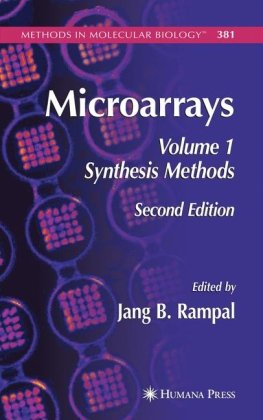 METHODS IN MOLECULAR BIOLOGY™ 381
Microarrays
Volume 1
Synthesis Methods
Second Edition
Edited by
Jang B. Rampal
HUMANA PRESS